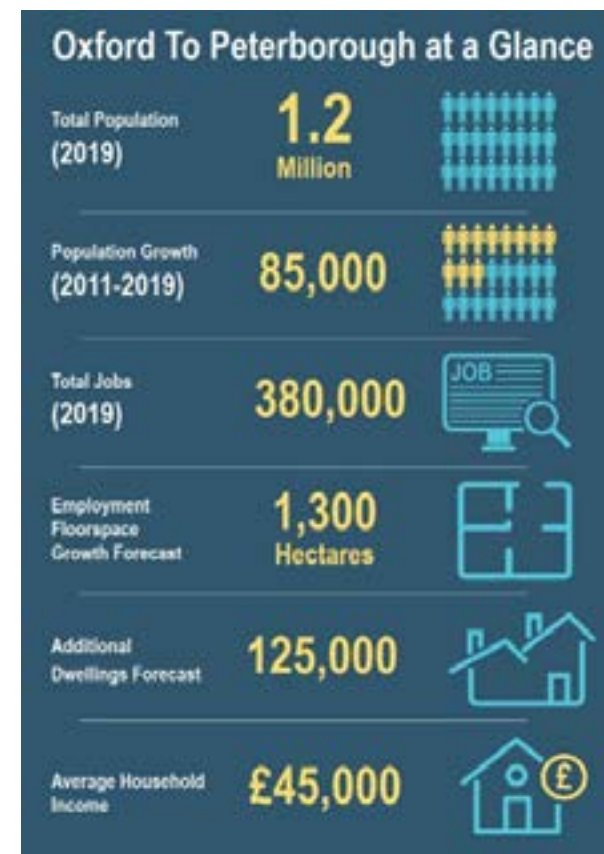 Oxford To Peterborough at a Glance
Total Population
(2019)
1.2
Million
Population Growth
(2011-2019)
85,000
Total Jobs
(2019)
380,000
JOB
Employment
Floorspace
Growth Forecast
1,300
Hectares
Additional
Dwellings Forecast
125,000
Average Household
Income
£45,000
£